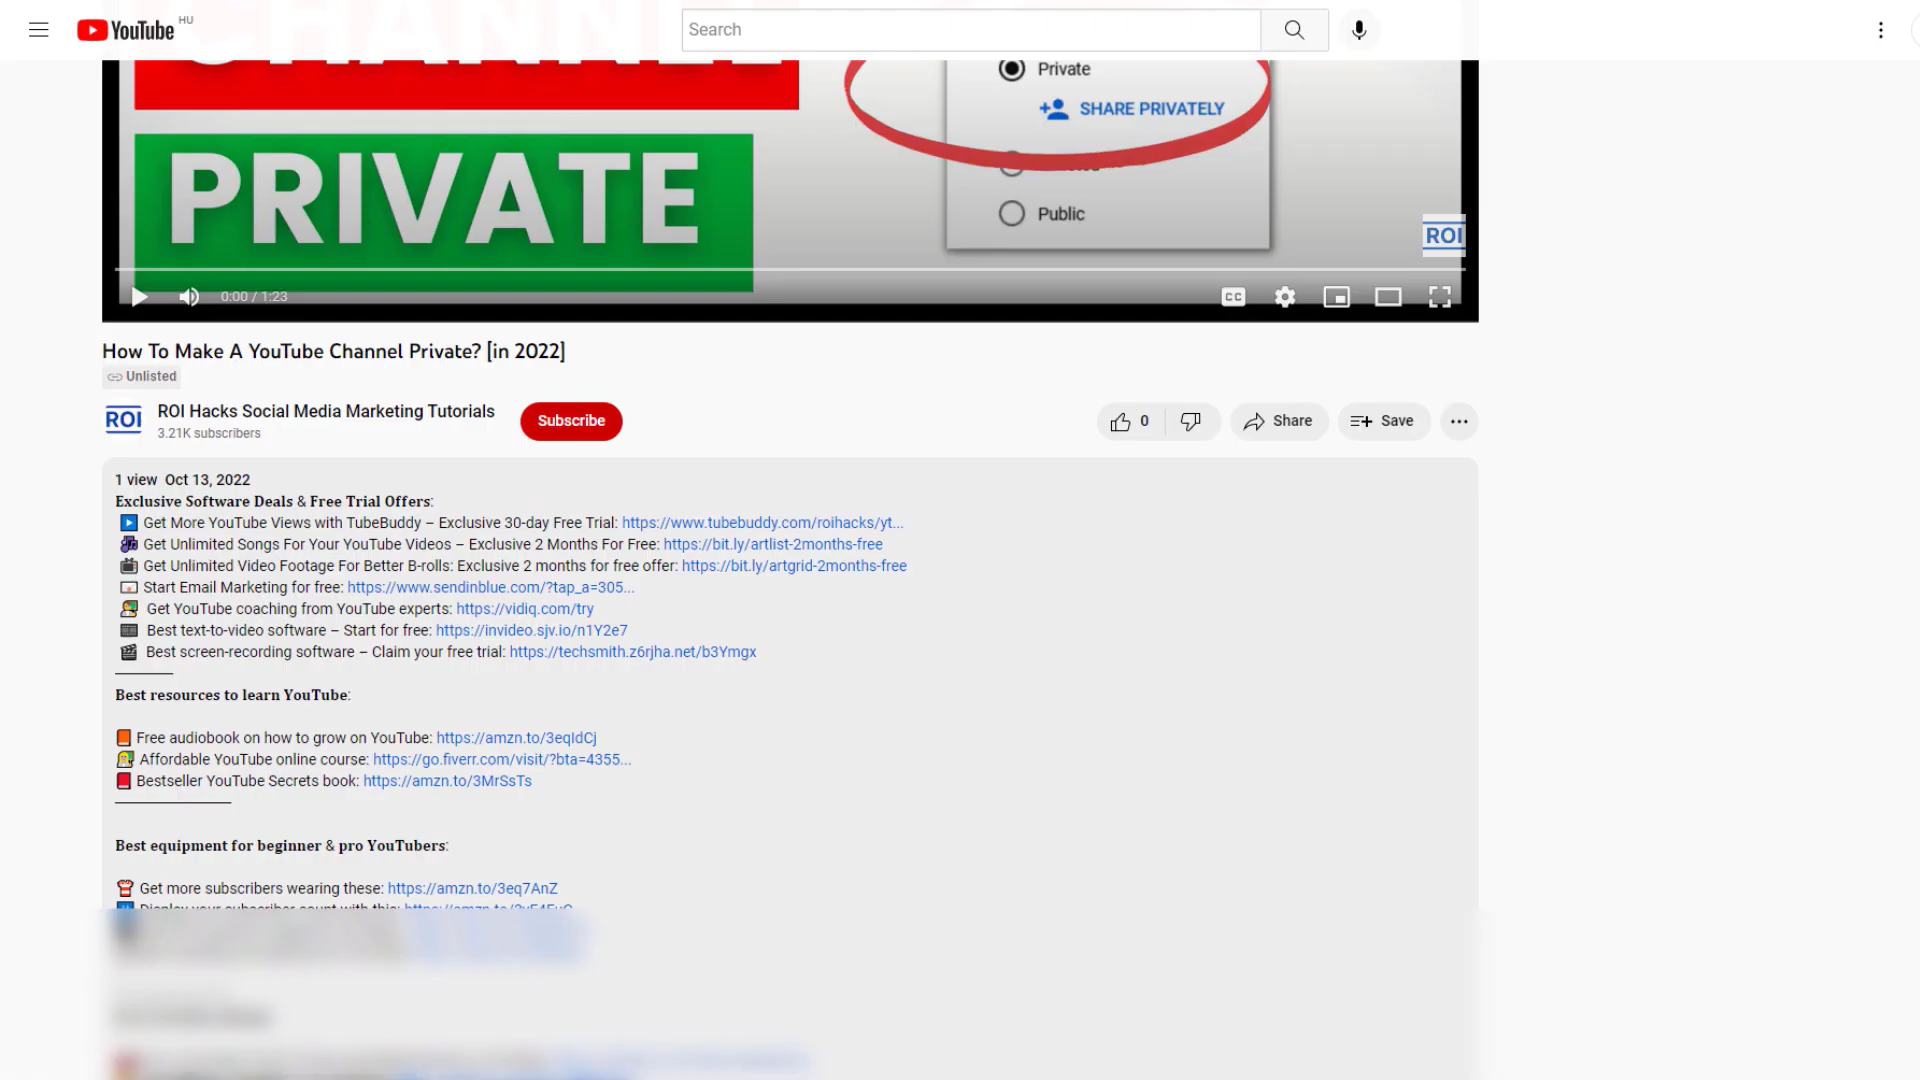 YouTube HU
Search
Private
SHARE PRIVATELY
PRIVATE
Public
ROI
0:00 / 1:23
CC
How To Make A YouTube Channel Private? [in 2022]
Unlisted
ROI
ROI Hacks Social Media Marketing Tutorials
3.21K subscribers
Subscribe
0
Share
Save
1 view Oct 13, 2022
Exclusive Software Deals & Free Trial Offers:
Get More YouTube Views with TubeBuddy – Exclusive 30-day Free Trial: https://www.tubebuddy.com/roihacks/yt...
Get Unlimited Songs For Your YouTube Videos – Exclusive 2 Months For Free: https://bit.ly/artlist-2months-free
Get Unlimited Video Footage For Better B-rolls: Exclusive 2 months for free offer: https://bit.ly/artgrid-2months-free
Start Email Marketing for free: https://www.sendinblue.com/?tap_a=305...
Get YouTube coaching from YouTube experts: https://vidiq.com/try
Best text-to-video software – Start for free: https://invideo.sjv.io/n1Y2e7
Best screen-recording software – Claim your free trial: https://techsmith.z6rjha.net/b3Ymgx
Best resources to learn YouTube:
Free audiobook on how to grow on YouTube: https://amzn.to/3eqIdCj
Affordable YouTube online course: https://go.fiverr.com/visit/?bta=4355...
Bestseller YouTube Secrets book: https://amzn.to/3MrSsTs
Best equipment for beginner & pro YouTubers:
Get more subscribers wearing these: https://amzn.to/3eq7AnZ
Display your subscriber count with this: